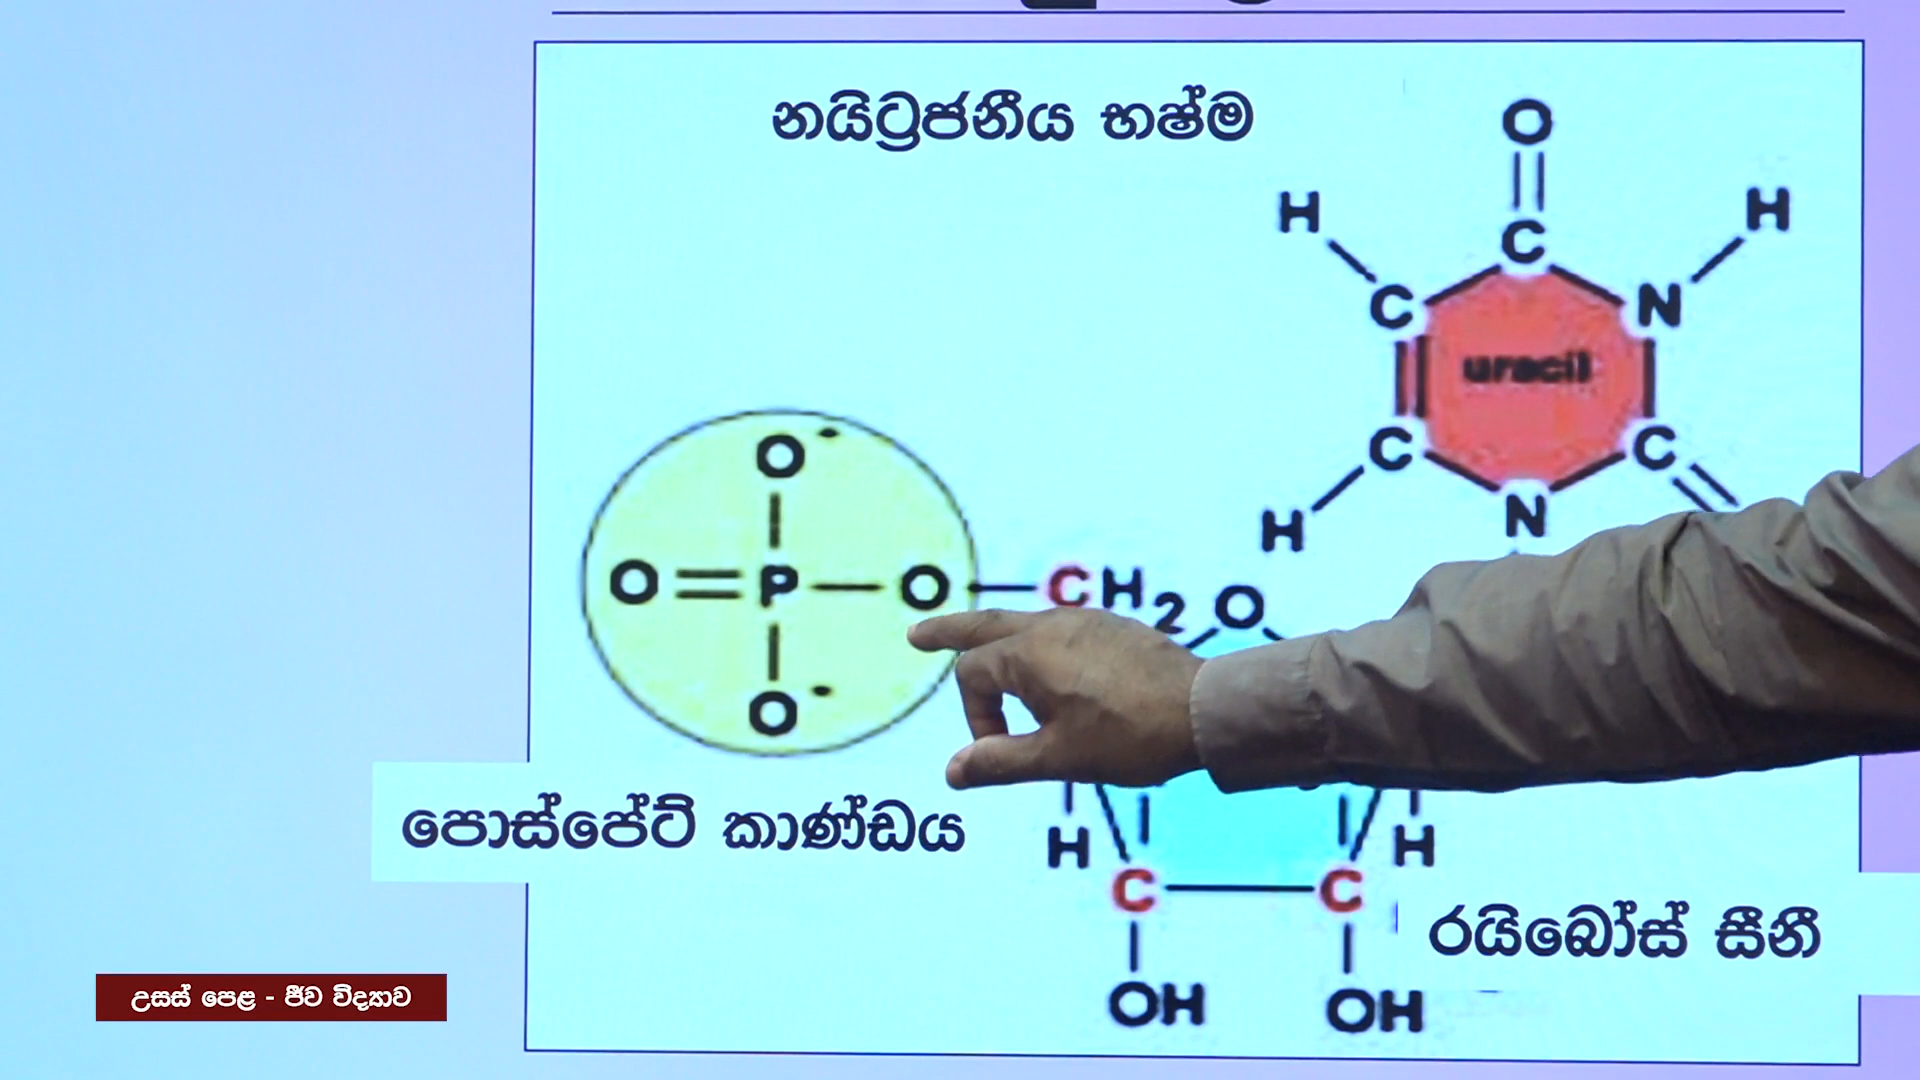 නයිට්‍රජනීය භෂ්ම
O
H H
C
C N
uracil
C C
H N
O
O = P — O — CH2 O
O
පොස්පේට් කාණ්ඩය
H H
C C
රයිබෝස් සීනී
OH OH
උසස් පෙළ - ජීව විද්‍යාව